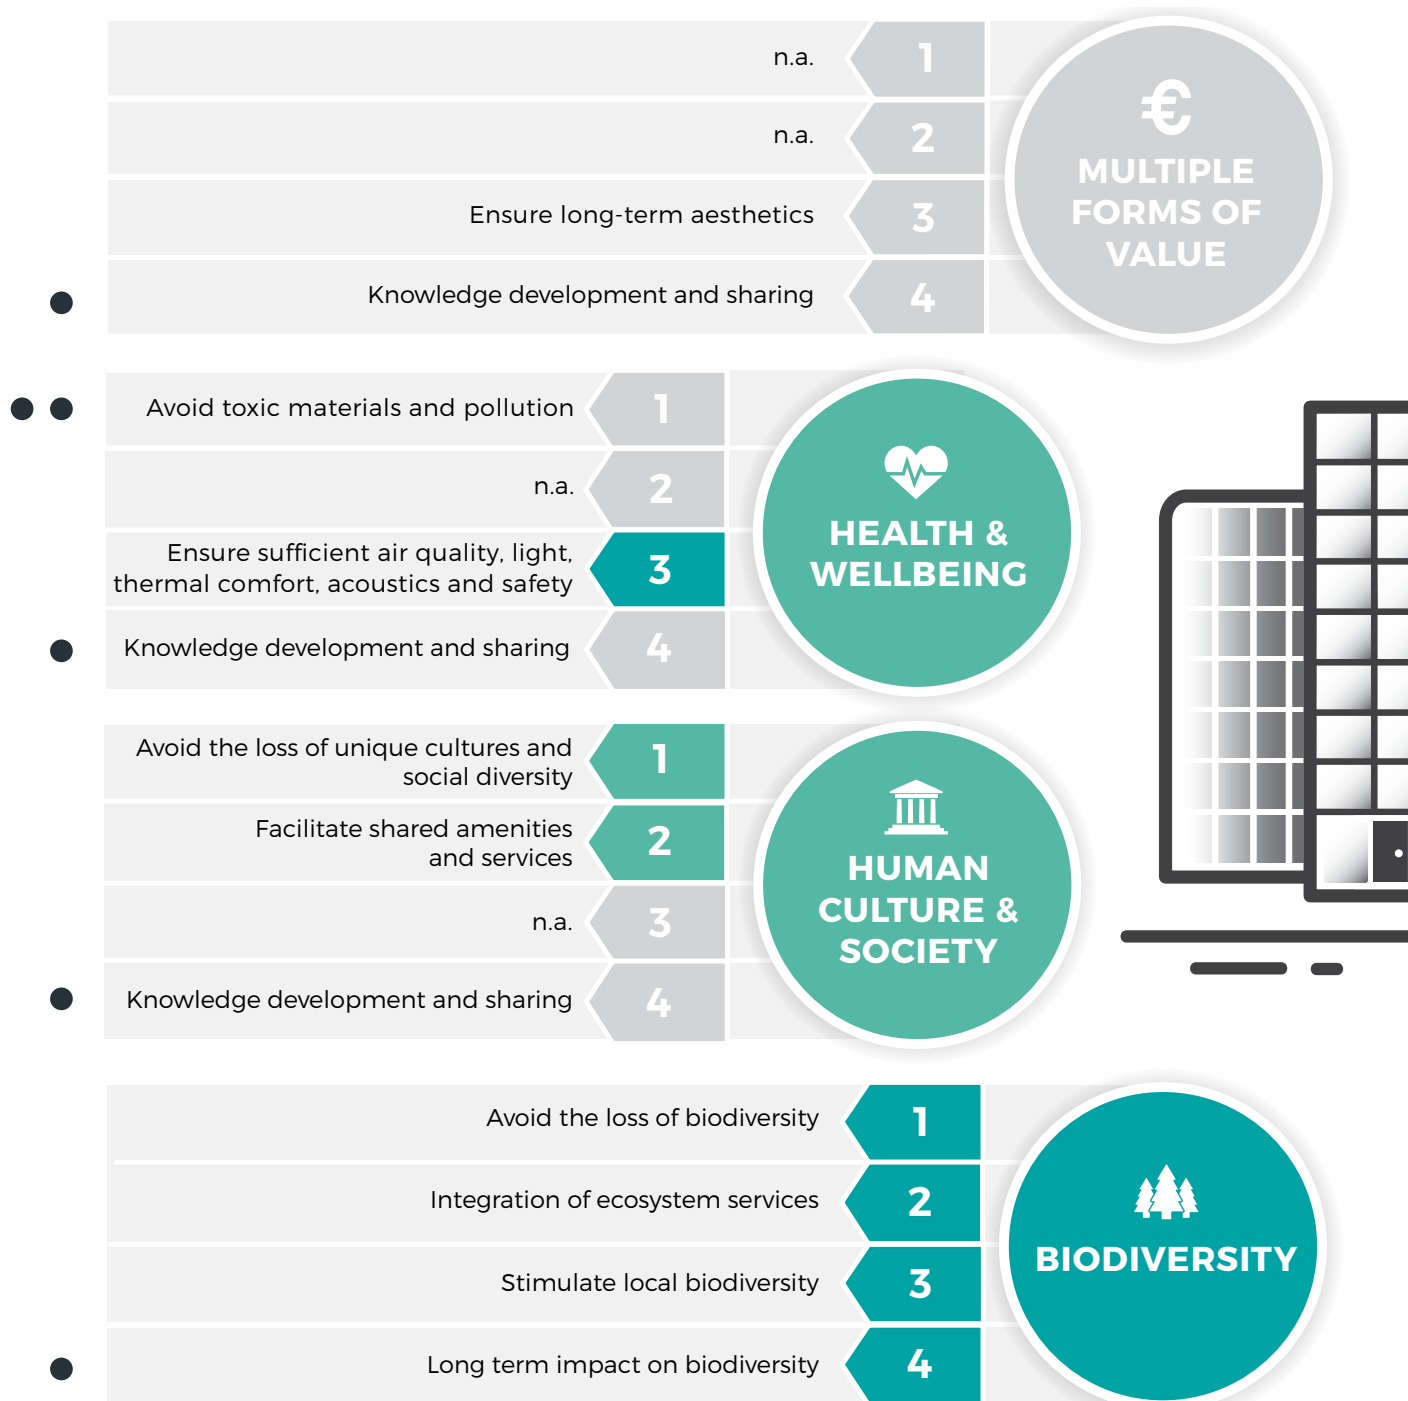 n.a.
1
n.a.
2
Ensure long-term aesthetics
3
Knowledge development and sharing
4
€
MULTIPLE
FORMS OF
VALUE
Avoid toxic materials and pollution
1
n.a.
2
Ensure sufficient air quality, light,
thermal comfort, acoustics and safety
3
Knowledge development and sharing
4
HEALTH &
WELLBEING
Avoid the loss of unique cultures and
social diversity
1
Facilitate shared amenities
and services
2
n.a.
3
Knowledge development and sharing
4
HUMAN
CULTURE &
SOCIETY
Avoid the loss of biodiversity
1
Integration of ecosystem services
2
Stimulate local biodiversity
3
Long term impact on biodiversity
4
BIODIVERSITY